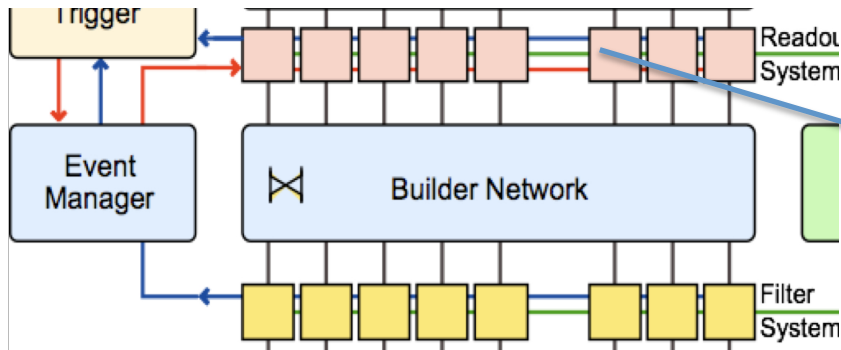 Trigger
Readou
System
Event
Manager
Builder Network
Filter
System